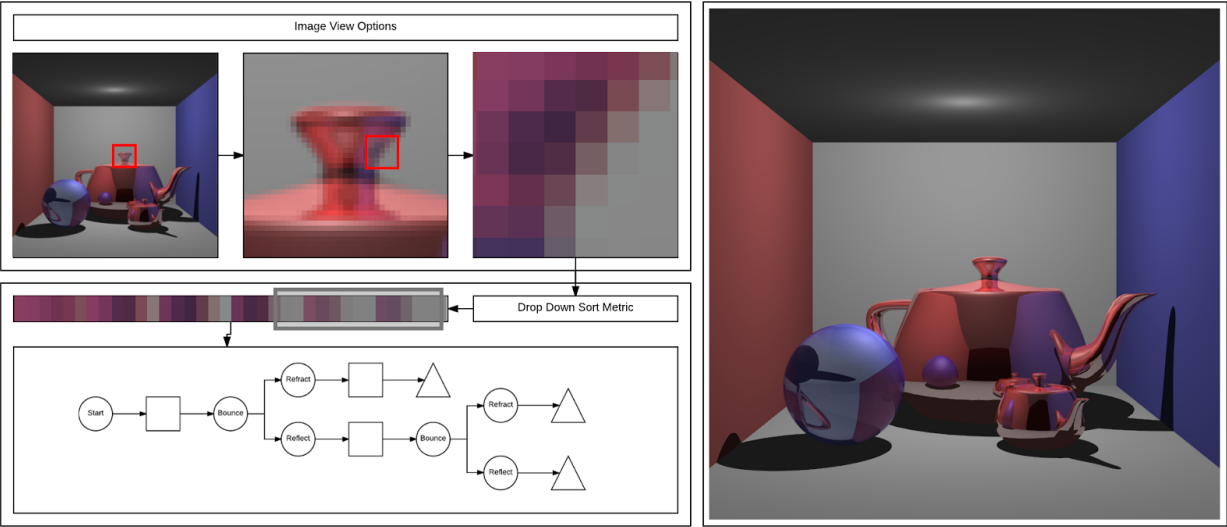 Image View Options
Drop Down Sort Metric
Refract
Refract
Start
Bounce
Reflect
Bounce
Reflect